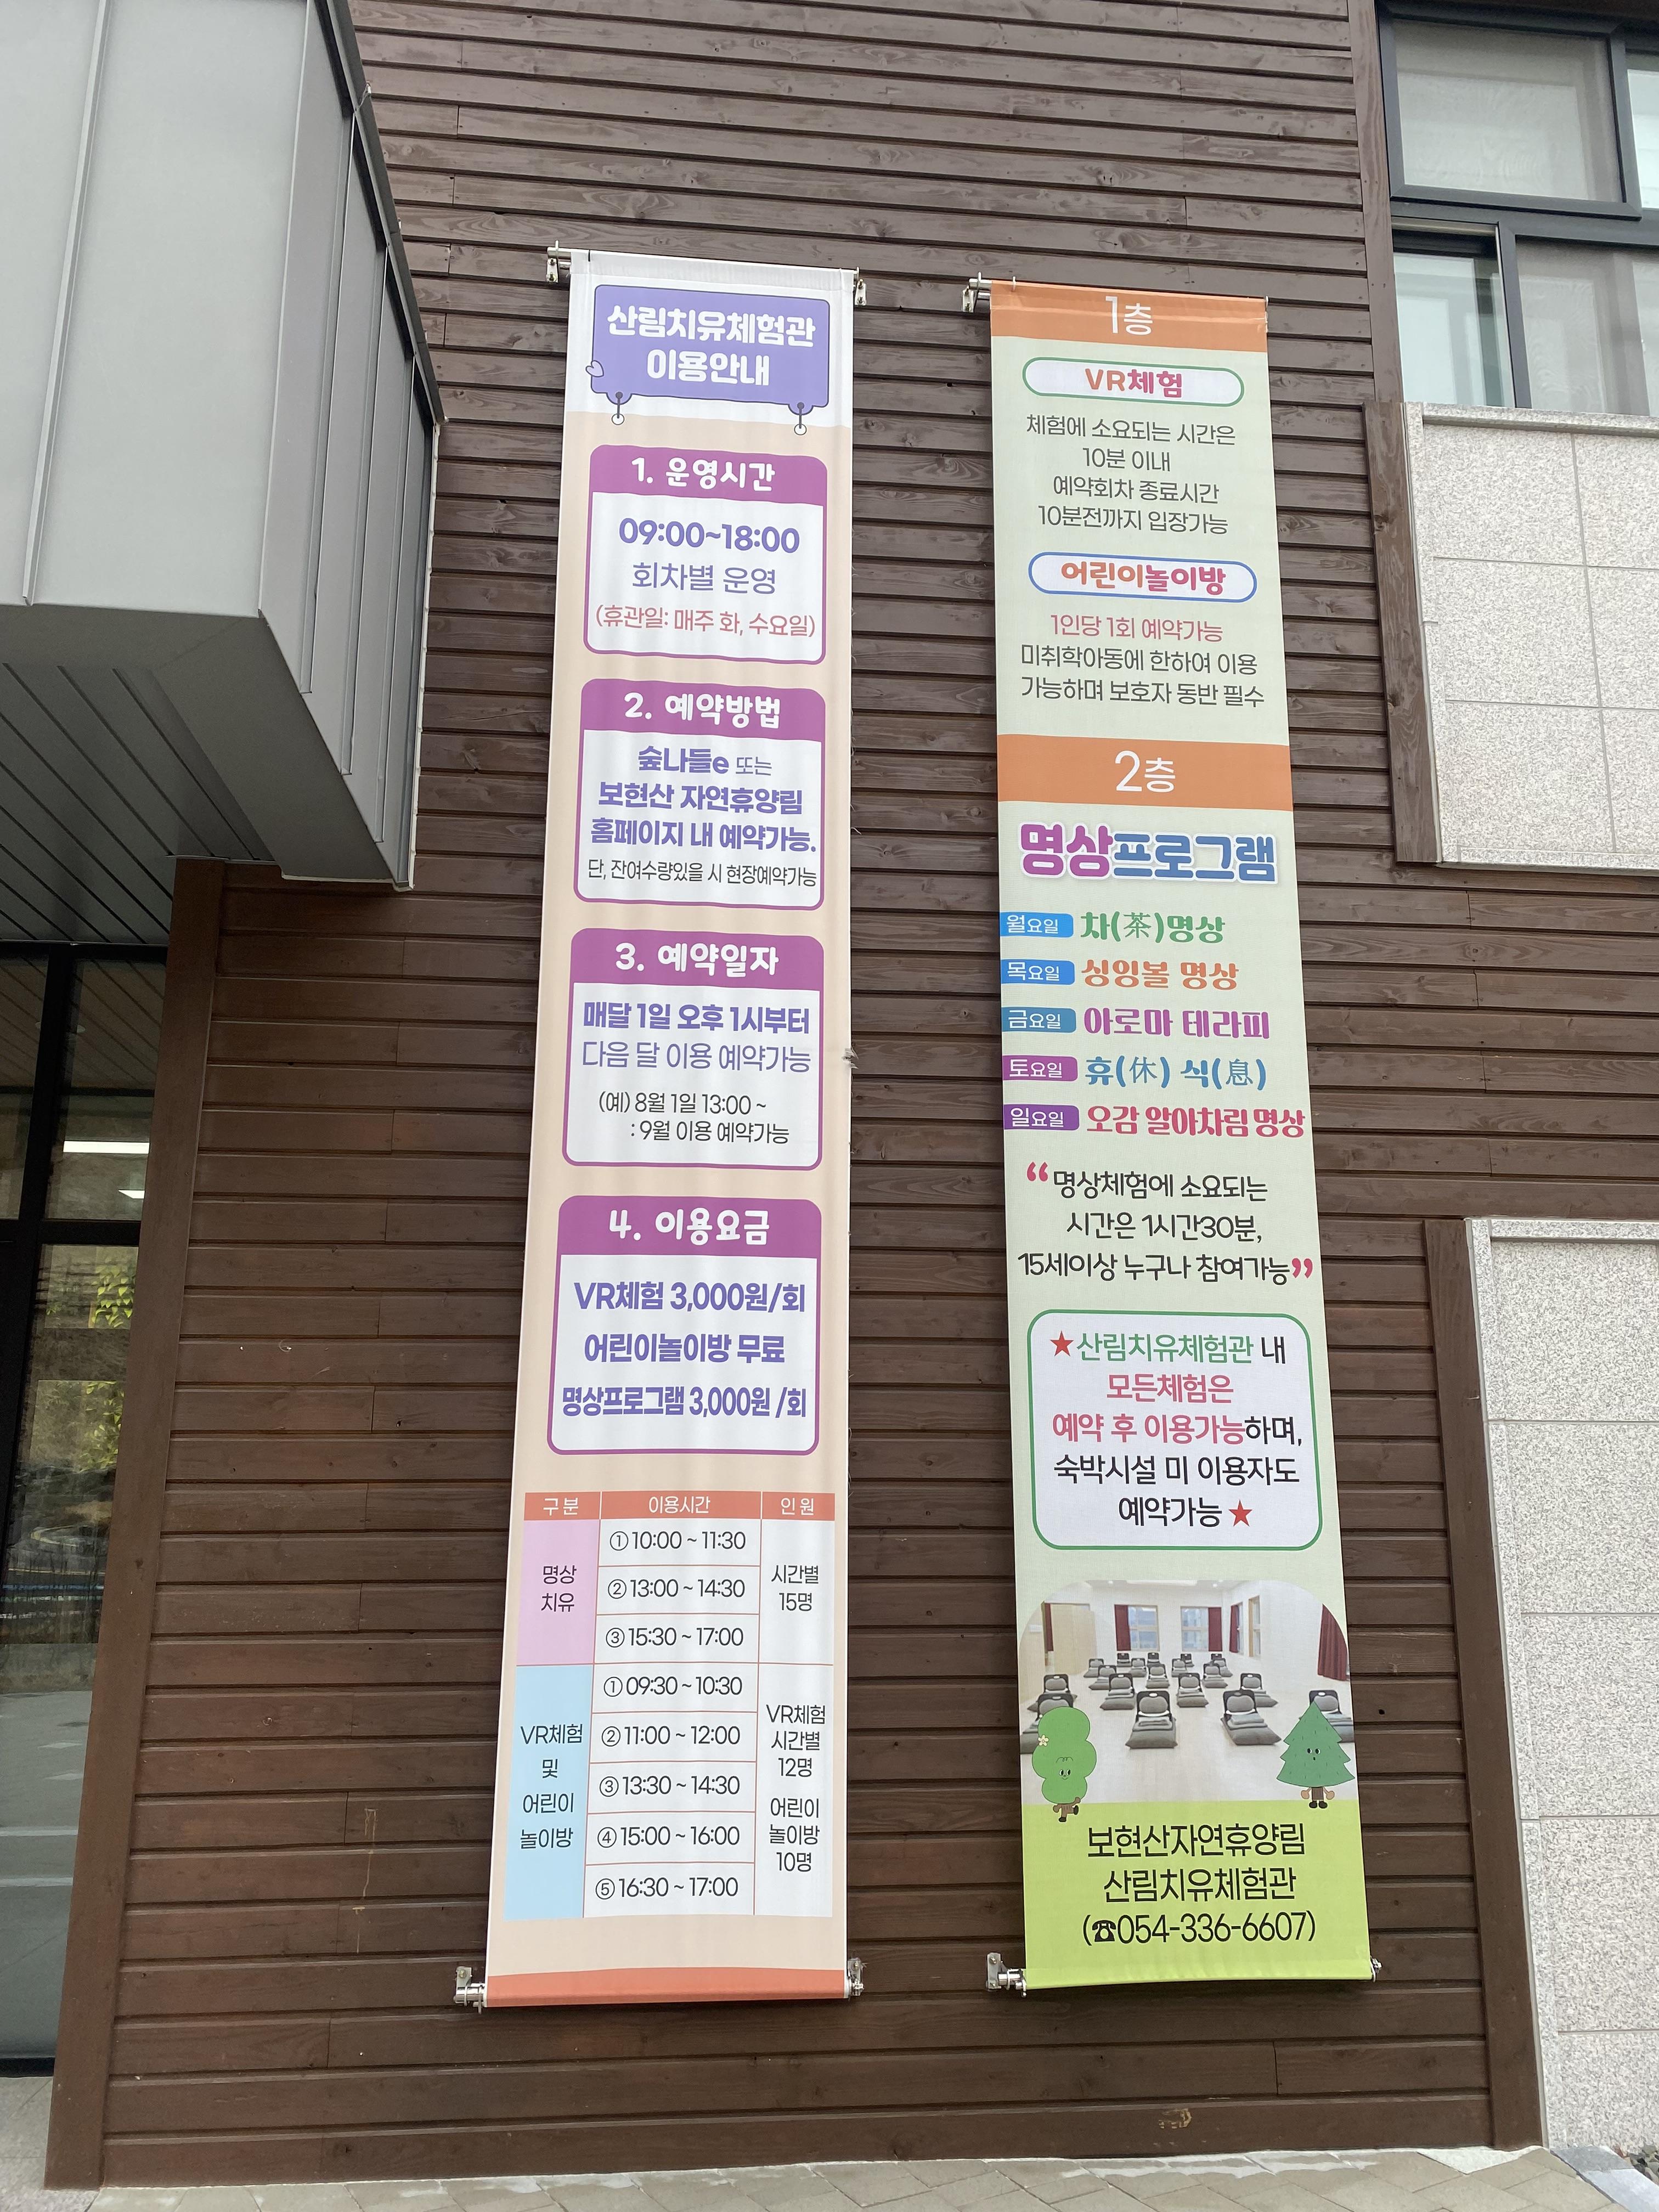 산림치유체험관
이용안내
1. 운영시간
09:00~18:00
회차별 운영
(휴관일: 매주 화, 수요일)
2. 예약방법
숲나들e 또는
보현산 자연휴양림
홈페이지 내 예약가능.
단, 잔여수량있을 시 현장예약가능
3. 예약일자
매달 1일 오후 1시부터
다음 달 이용 예약가능
(예) 8월 1일 13:00 ~
: 9월 이용 예약가능
4. 이용요금
VR체험 3,000원/회
어린이놀이방 무료
명상프로그램 3,000원 /회
구분 이용시간 인원
명상
치유
① 10:00 ~ 11:30
② 13:00 ~ 14:30
③ 15:30 ~ 17:00
시간별
15명
VR체험
및
어린이
놀이방
① 09:30 ~ 10:30
② 11:00 ~ 12:00
③ 13:30 ~ 14:30
④ 15:00 ~ 16:00
⑤ 16:30 ~ 17:00
VR체험
시간별
12명
어린이
놀이방
10명
1층
VR체험
체험에 소요되는 시간은
10분 이내
예약회차 종료시간
10분전까지 입장가능
어린이놀이방
1인당 1회 예약가능
미취학아동에 한하여 이용
가능하며 보호자 동반 필수
2층
명상프로그램
월요일 차(茶)명상
목요일 싱잉볼 명상
금요일 아로마 테라피
토요일 휴(休) 식(息)
일요일 오감 알아차림 명상
“명상체험에 소요되는
시간은 1시간30분,
15세이상 누구나 참여가능”
★산림치유체험관 내
모든체험은
예약 후 이용가능하며,
숙박시설 미 이용자도
예약가능 ★
보현산자연휴양림
산림치유체험관
(☎054-336-6607)